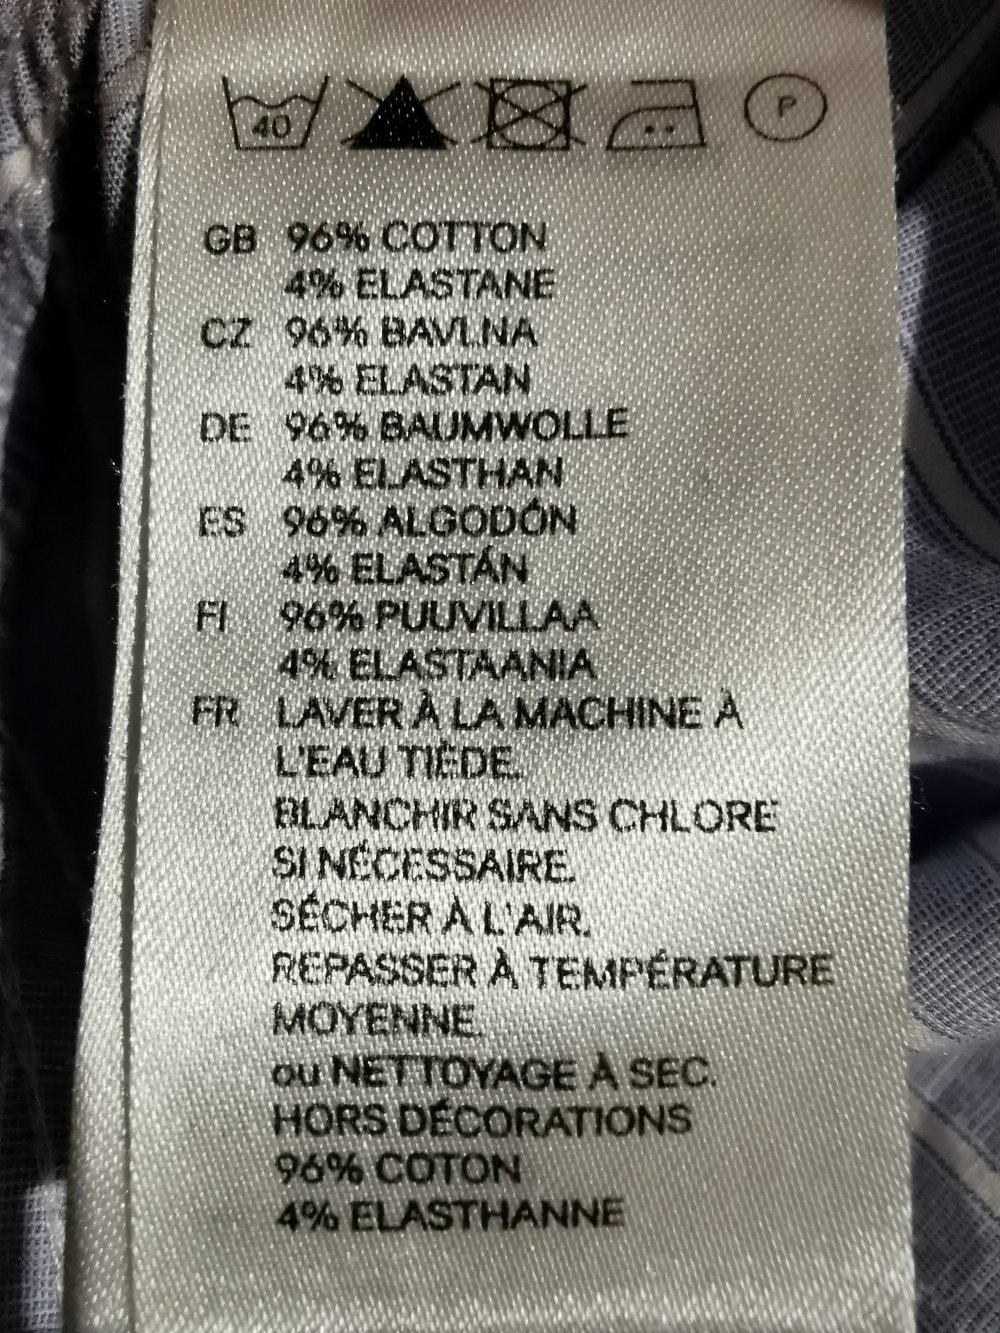 40
P
GB 96% COTTON
4% ELASTANE
CZ 96% BAVLNA
4% ELASTAN
DE 96% BAUMWOLLE
4% ELASTHAN
ES 96% ALGODÓN
4% ELASTÁN
FI 96% PUUVILLAA
4% ELASTAANIA
FR LAVER À LA MACHINE À
L'EAU TIÈDE.
BLANCHIR SANS CHLORE
SI NÉCESSAIRE.
SÉCHER À L'AIR.
REPASSER À TEMPÉRATURE
MOYENNE.
ou NETTOYAGE À SEC.
HORS DÉCORATIONS
96% COTON
4% ELASTHANNE